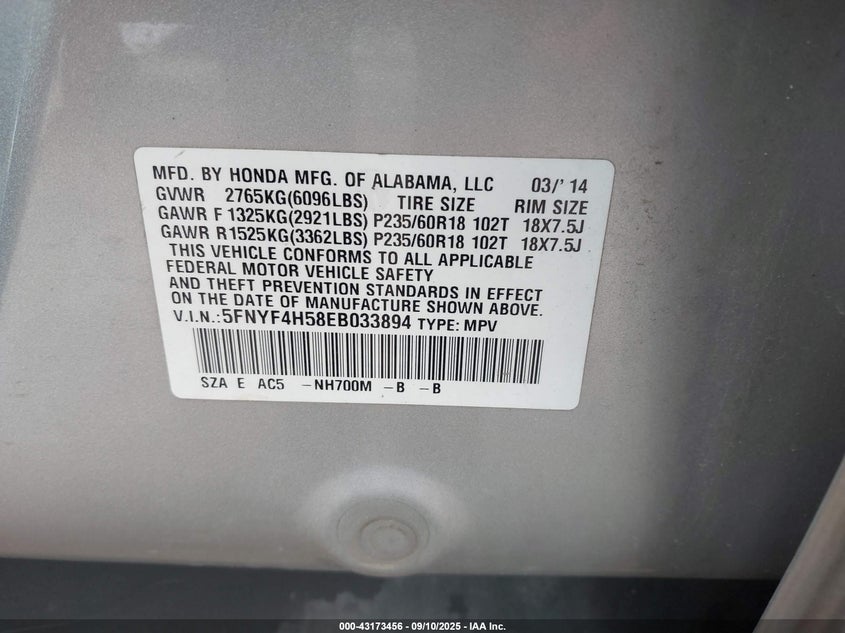 MFD. BY HONDA MFG. OF ALABAMA, LLC 03/' 14
GVWR 2765KG(6096LBS) TIRE SIZE RIM SIZE
GAWR F 1325KG(2921LBS) P235/60R18 102T 18X7.5J
GAWR R1525KG(3362LBS) P235/60R18 102T 18X7.5J
THIS VEHICLE CONFORMS TO ALL APPLICABLE
FEDERAL MOTOR VEHICLE SAFETY
AND THEFT PREVENTION STANDARDS IN EFFECT
ON THE DATE OF MANUFACTURE SHOWN ABOVE.
V.I.N.:5FNYF4H58EB033894 TYPE: MPV
SZA E AC5 -NH700M -B -B
000-43173456 - 09/10/2025 - IAA Inc.